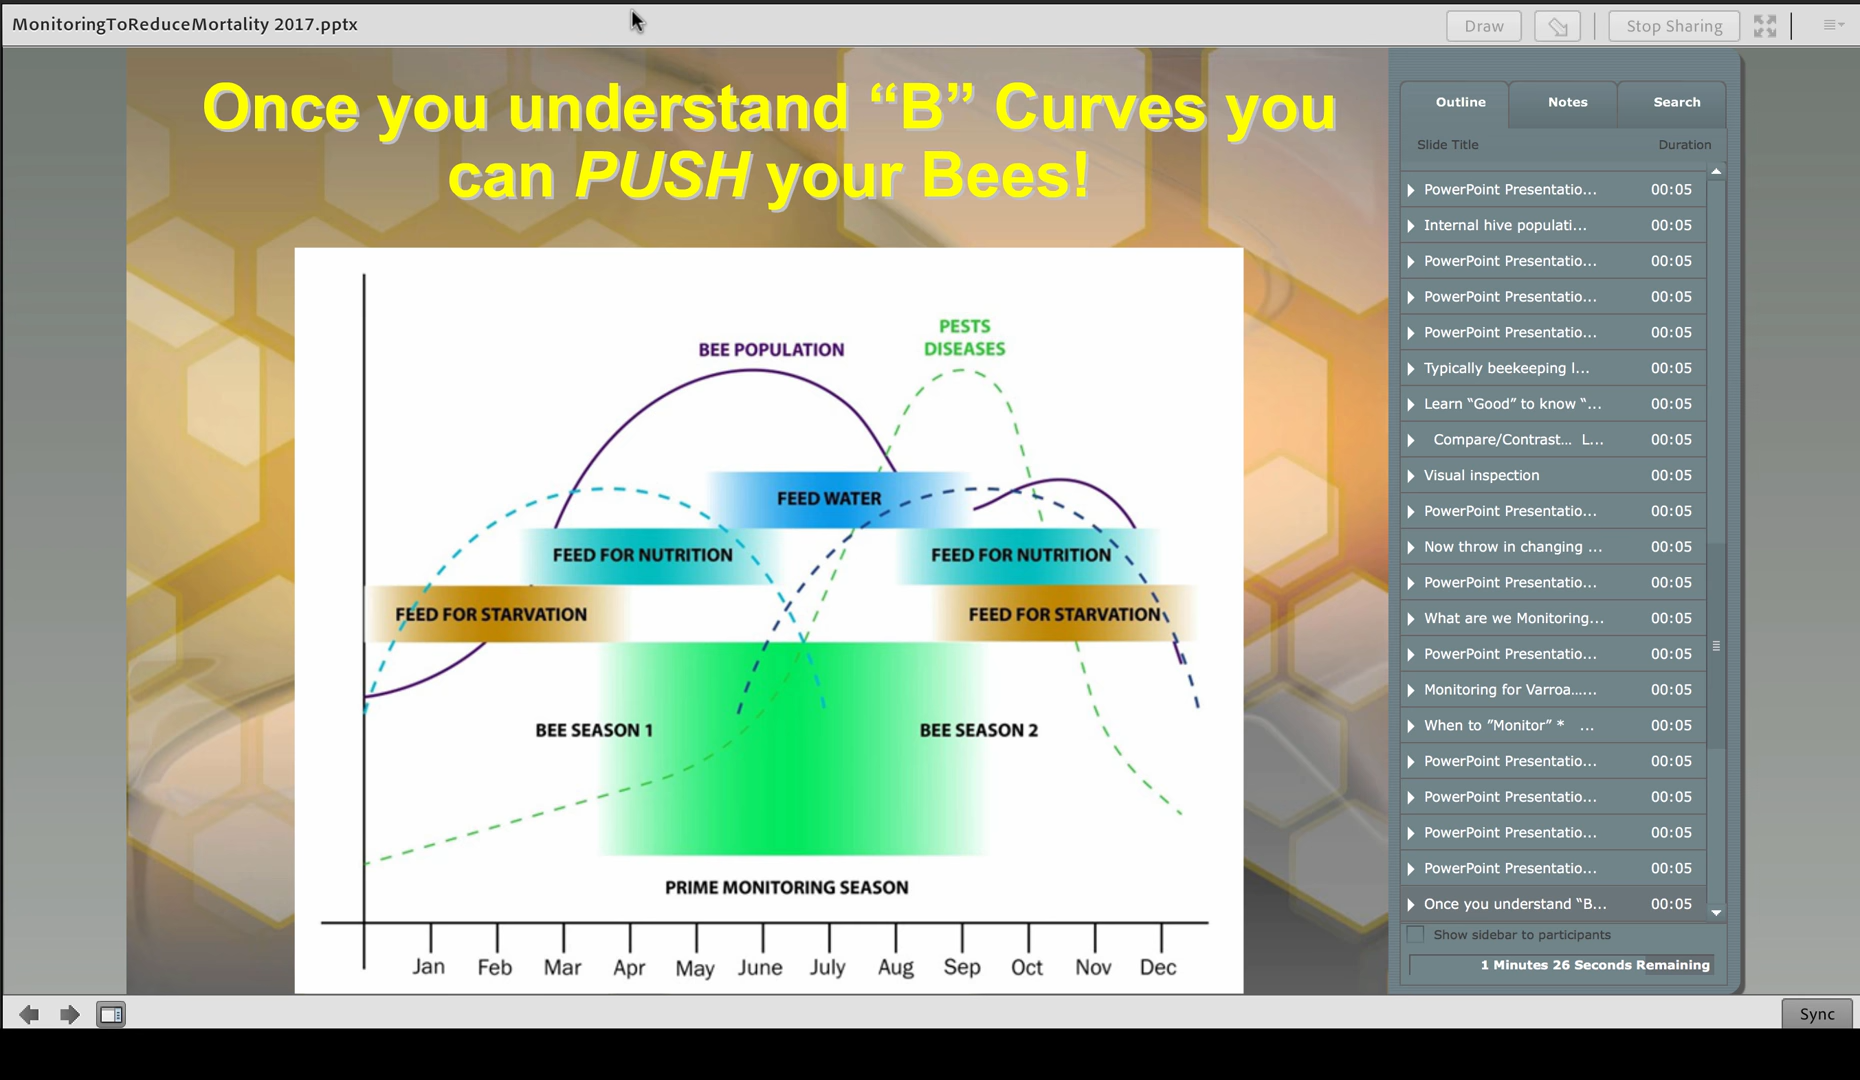 MonitoringToReduceMortality 2017.pptx
Draw
Stop Sharing
Once you understand “B” Curves you
can PUSH your Bees!
PESTS
DISEASES
BEE POPULATION
FEED WATER
FEED FOR NUTRITION
FEED FOR NUTRITION
FEED FOR STARVATION
FEED FOR STARVATION
BEE SEASON 1
BEE SEASON 2
PRIME MONITORING SEASON
Jan Feb Mar Apr May June July Aug Sep Oct Nov Dec
Outline Notes Search
Slide Title Duration
PowerPoint Presentatio... 00:05
Internal hive populati... 00:05
PowerPoint Presentatio... 00:05
PowerPoint Presentatio... 00:05
PowerPoint Presentatio... 00:05
Typically beekeeping l... 00:05
Learn “Good” to know “... 00:05
Compare/Contrast... L... 00:05
Visual inspection 00:05
PowerPoint Presentatio... 00:05
Now throw in changing ... 00:05
PowerPoint Presentatio... 00:05
What are we Monitoring... 00:05
PowerPoint Presentatio... 00:05
Monitoring for Varroa...... 00:05
When to ”Monitor” * ... 00:05
PowerPoint Presentatio... 00:05
PowerPoint Presentatio... 00:05
PowerPoint Presentatio... 00:05
PowerPoint Presentatio... 00:05
Once you understand “B... 00:05
Show sidebar to participants
1 Minutes 26 Seconds Remaining
Sync